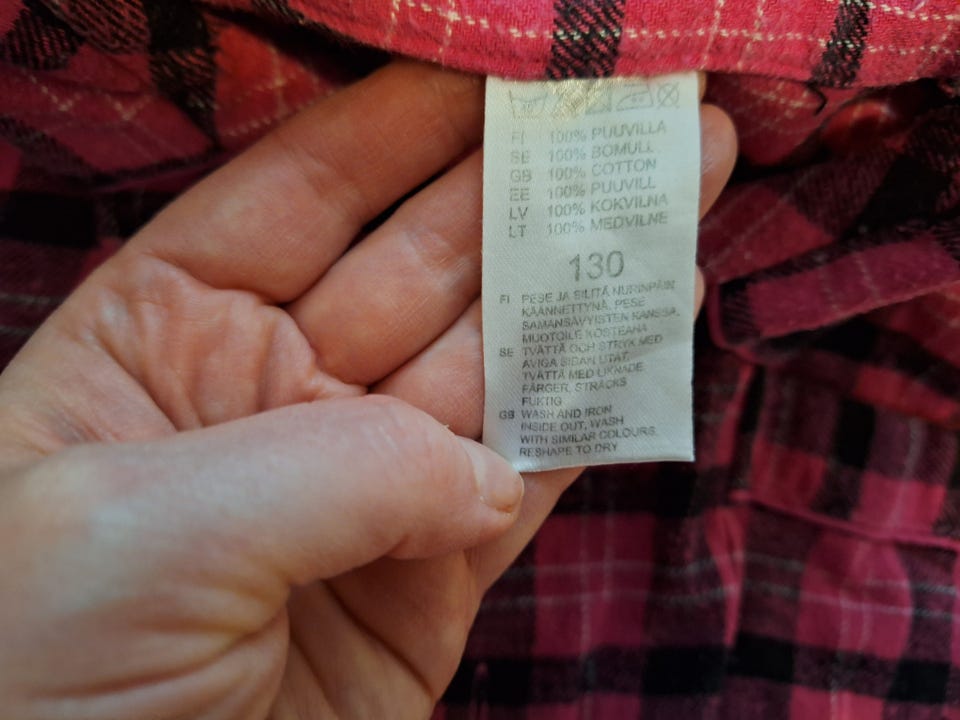 FI 100% PUUVILLA
SE 100% BOMULL
GB 100% COTTON
EE 100% PUUVILL
LV 100% KOKVILNA
LT 100% MEDVILNE
130
FI PESE JA SILITÄ NURINPÄIN
KÄÄNNETTYNÄ, PESE
SAMANSÄVYISTEN KANSSA,
MUOTOILE KOSTEANA
SE TVÄTTA OCH STRYK MED
AVIGA SIDAN UTÅT,
TVÄTTA MED LIKNADE
FÄRGER, STRÄCKS
FUKTIG
GB WASH AND IRON
INSIDE OUT, WASH
WITH SIMILAR COLOURS,
RESHAPE TO DRY